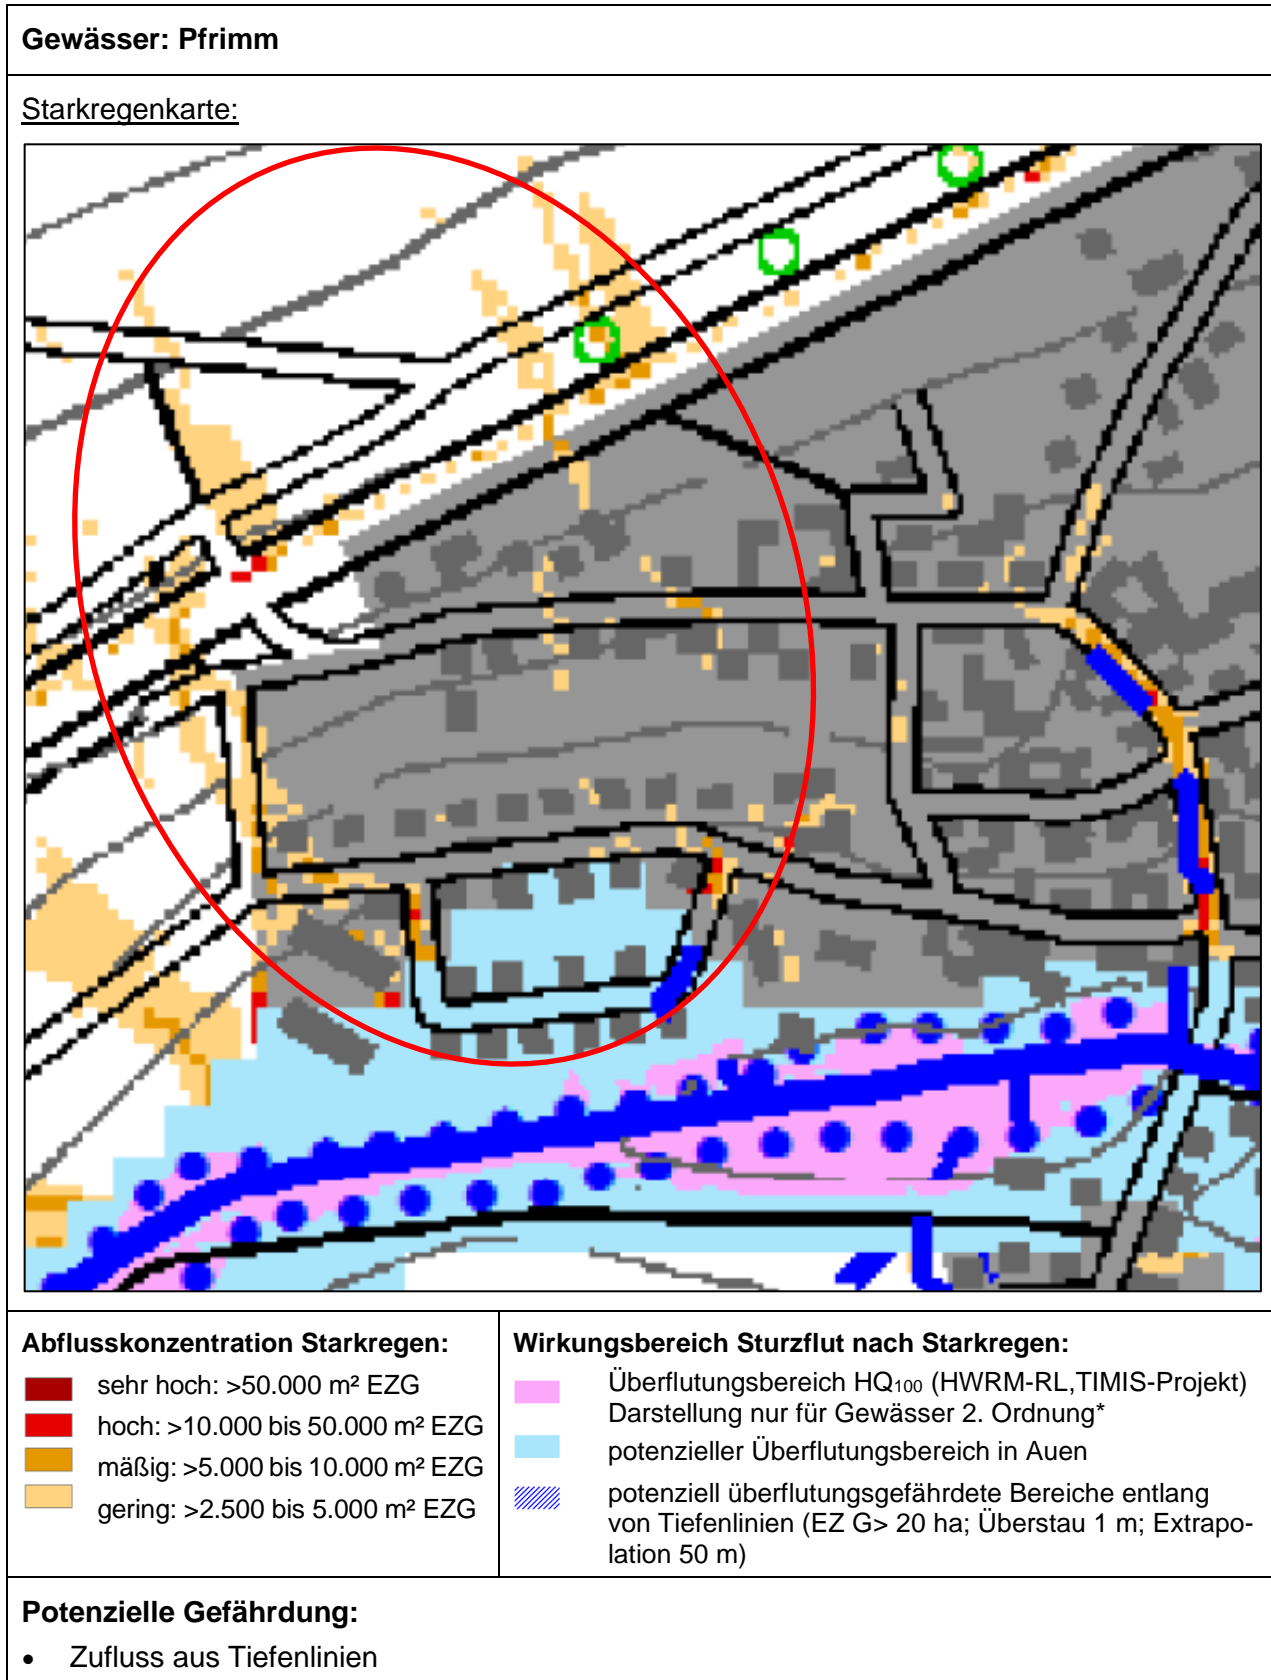 Gewässer: Pfrimm
Starkregenkarte:
Abflusskonzentration Starkregen:
sehr hoch: >50.000 m² EZG
hoch: >10.000 bis 50.000 m² EZG
mäßig: >5.000 bis 10.000 m² EZG
gering: >2.500 bis 5.000 m² EZG
Wirkungsbereich Sturzflut nach Starkregen:
Überflutungsbereich HQ₁₀₀ (HWRM-RL,TIMIS-Projekt)
Darstellung nur für Gewässer 2. Ordnung*
potenzieller Überflutungsbereich in Auen
potenziell überflutungsgefährdete Bereiche entlang
von Tiefenlinien (EZ G> 20 ha; Überstau 1 m; Extrapo-
lation 50 m)
Potenzielle Gefährdung:
• Zufluss aus Tiefenlinien